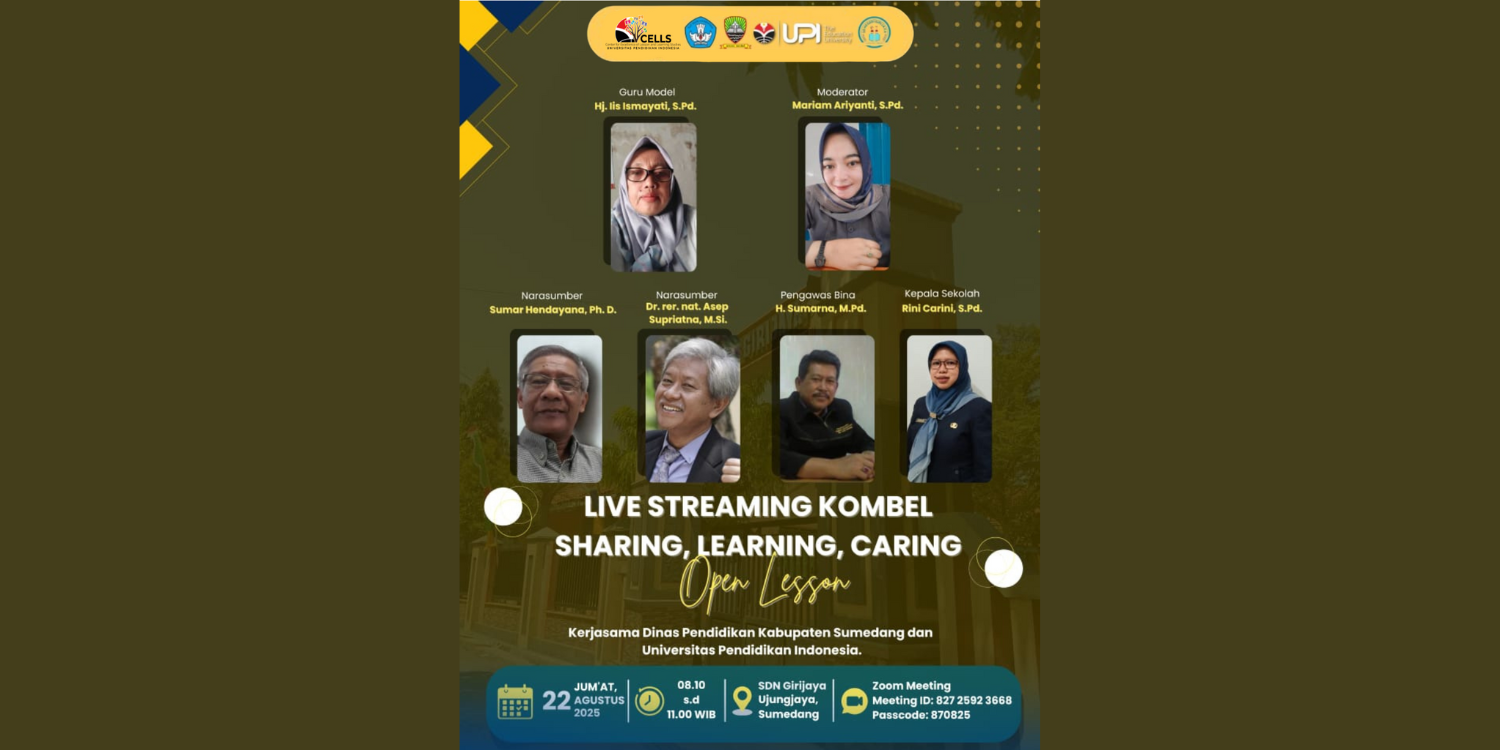 CELLS
UNIVERSITAS PENDIDIKAN INDONESIA
UPI
Guru Model
Hj. Iis Ismayati, S.Pd.
Moderator
Mariam Ariyanti, S.Pd.
Narasumber
Sumar Hendayana, Ph. D.
Narasumber
Dr. rer. nat. Asep
Supriatna, M.Si.
Pengawas Bina
H. Sumarna, M.Pd.
Kepala Sekolah
Rini Carini, S.Pd.
LIVE STREAMING KOMBEL
SHARING, LEARNING, CARING
Open Lesson
Kerjasama Dinas Pendidikan Kabupaten Sumedang dan
Universitas Pendidikan Indonesia.
22
JUM'AT,
AGUSTUS
2025
08.10
s.d
11.00 WIB
SDN Girijaya
Ujungjaya,
Sumedang
Zoom Meeting
Meeting ID: 827 2592 3668
Passcode: 870825